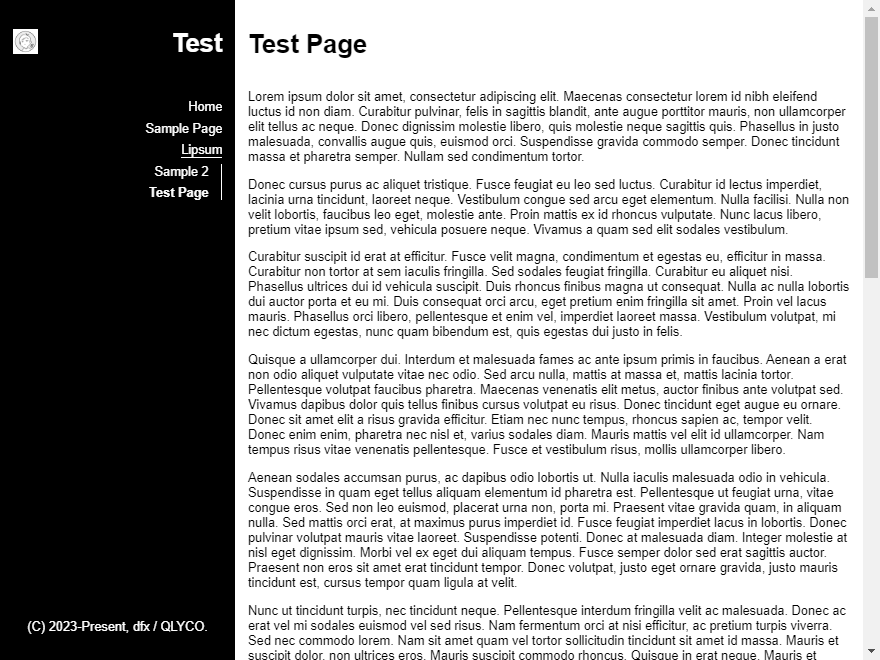 Test
Home
Sample Page
Lipsum
Sample 2
Test Page
(C) 2023-Present, dfx / QLYCO.
Test Page
Lorem ipsum dolor sit amet, consectetur adipiscing elit. Maecenas consectetur lorem id nibh eleifend
luctus id non diam. Curabitur pulvinar, felis in sagittis blandit, ante augue porttitor mauris, non ullamcorper
elit tellus ac neque. Donec dignissim molestie libero, quis molestie neque sagittis quis. Phasellus in justo
malesuada, convallis augue quis, euismod orci. Suspendisse gravida commodo semper. Donec tincidunt
massa et pharetra semper. Nullam sed condimentum tortor.
Donec cursus purus ac aliquet tristique. Fusce feugiat eu leo sed luctus. Curabitur id lectus imperdiet,
lacinia urna tincidunt, laoreet neque. Vestibulum congue sed arcu eget elementum. Nulla facilisi. Nulla non
velit lobortis, faucibus leo eget, molestie ante. Proin mattis ex id rhoncus vulputate. Nunc lacus libero,
pretium vitae ipsum sed, vehicula posuere neque. Vivamus a quam sed elit sodales vestibulum.
Curabitur suscipit id erat at efficitur. Fusce velit magna, condimentum et egestas eu, efficitur in massa.
Curabitur non tortor at sem iaculis fringilla. Sed sodales feugiat fringilla. Curabitur eu aliquet nisi.
Phasellus ultrices dui id vehicula suscipit. Duis rhoncus finibus magna ut consequat. Nulla ac nulla lobortis
dui auctor porta et eu mi. Duis consequat orci arcu, eget pretium enim fringilla sit amet. Proin vel lacus
mauris. Phasellus orci libero, pellentesque et enim vel, imperdiet laoreet massa. Vestibulum volutpat, mi
nec dictum egestas, nunc quam bibendum est, quis egestas dui justo in felis.
Quisque a ullamcorper dui. Interdum et malesuada fames ac ante ipsum primis in faucibus. Aenean a erat
non odio aliquet vulputate vitae nec odio. Sed arcu nulla, mattis at massa et, mattis lacinia tortor.
Pellentesque volutpat faucibus pharetra. Maecenas venenatis elit metus, auctor finibus ante volutpat sed.
Vivamus dapibus dolor quis tellus finibus cursus volutpat eu risus. Donec tincidunt eget augue eu ornare.
Donec sit amet elit a risus gravida efficitur. Etiam nec nunc tempus, rhoncus sapien ac, tempor velit.
Donec enim enim, pharetra nec nisl et, varius sodales diam. Mauris mattis vel elit id ullamcorper. Nam
tempus risus vitae venenatis pellentesque. Fusce et vestibulum risus, mollis ullamcorper libero.
Aenean sodales accumsan purus, ac dapibus odio lobortis ut. Nulla iaculis malesuada odio in vehicula.
Suspendisse in quam eget tellus aliquam elementum id pharetra est. Pellentesque ut feugiat urna, vitae
congue eros. Sed non leo euismod, placerat urna non, porta mi. Praesent vitae gravida quam, in aliquam
nulla. Sed mattis orci erat, at maximus purus imperdiet id. Fusce feugiat imperdiet lacus in lobortis. Donec
pulvinar volutpat mauris vitae laoreet. Suspendisse potenti. Donec at malesuada diam. Integer molestie at
nisl eget dignissim. Morbi vel ex eget dui aliquam tempus. Fusce semper dolor sed erat sagittis auctor.
Praesent non eros sit amet erat tincidunt tempor. Donec volutpat, justo eget ornare gravida, justo mauris
tincidunt est, cursus tempor quam ligula at velit.
Nunc ut tincidunt turpis, nec tincidunt neque. Pellentesque interdum fringilla velit ac malesuada. Donec ac
erat vel mi sodales euismod vel sed risus. Nam fermentum orci at nisi efficitur, ac pretium turpis viverra.
Sed nec commodo lorem. Nam sit amet quam vel tortor sollicitudin tincidunt sit amet id massa. Mauris et
suscipit dolor, non ultrices eros. Mauris suscipit commodo rhoncus. Quisque in erat neque. Mauris et